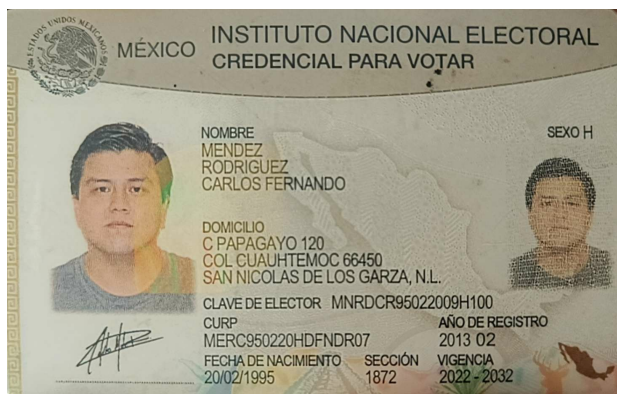 ESTADOS UNIDOS MEXICANOS
MÉXICO
INSTITUTO NACIONAL ELECTORAL
CREDENCIAL PARA VOTAR
NOMBRE
MENDEZ
RODRIGUEZ
CARLOS FERNANDO
SEXO H
DOMICILIO
C PAPAGAYO 120
COL CUAUHTEMOC 66450
SAN NICOLAS DE LOS GARZA, N.L.
CLAVE DE ELECTOR MNRDCR95022009H100
CURP
MERC950220HDFNDR07
AÑO DE REGISTRO
2013 02
FECHA DE NACIMIENTO
20/02/1995
SECCIÓN
1872
VIGENCIA
2022 - 2032